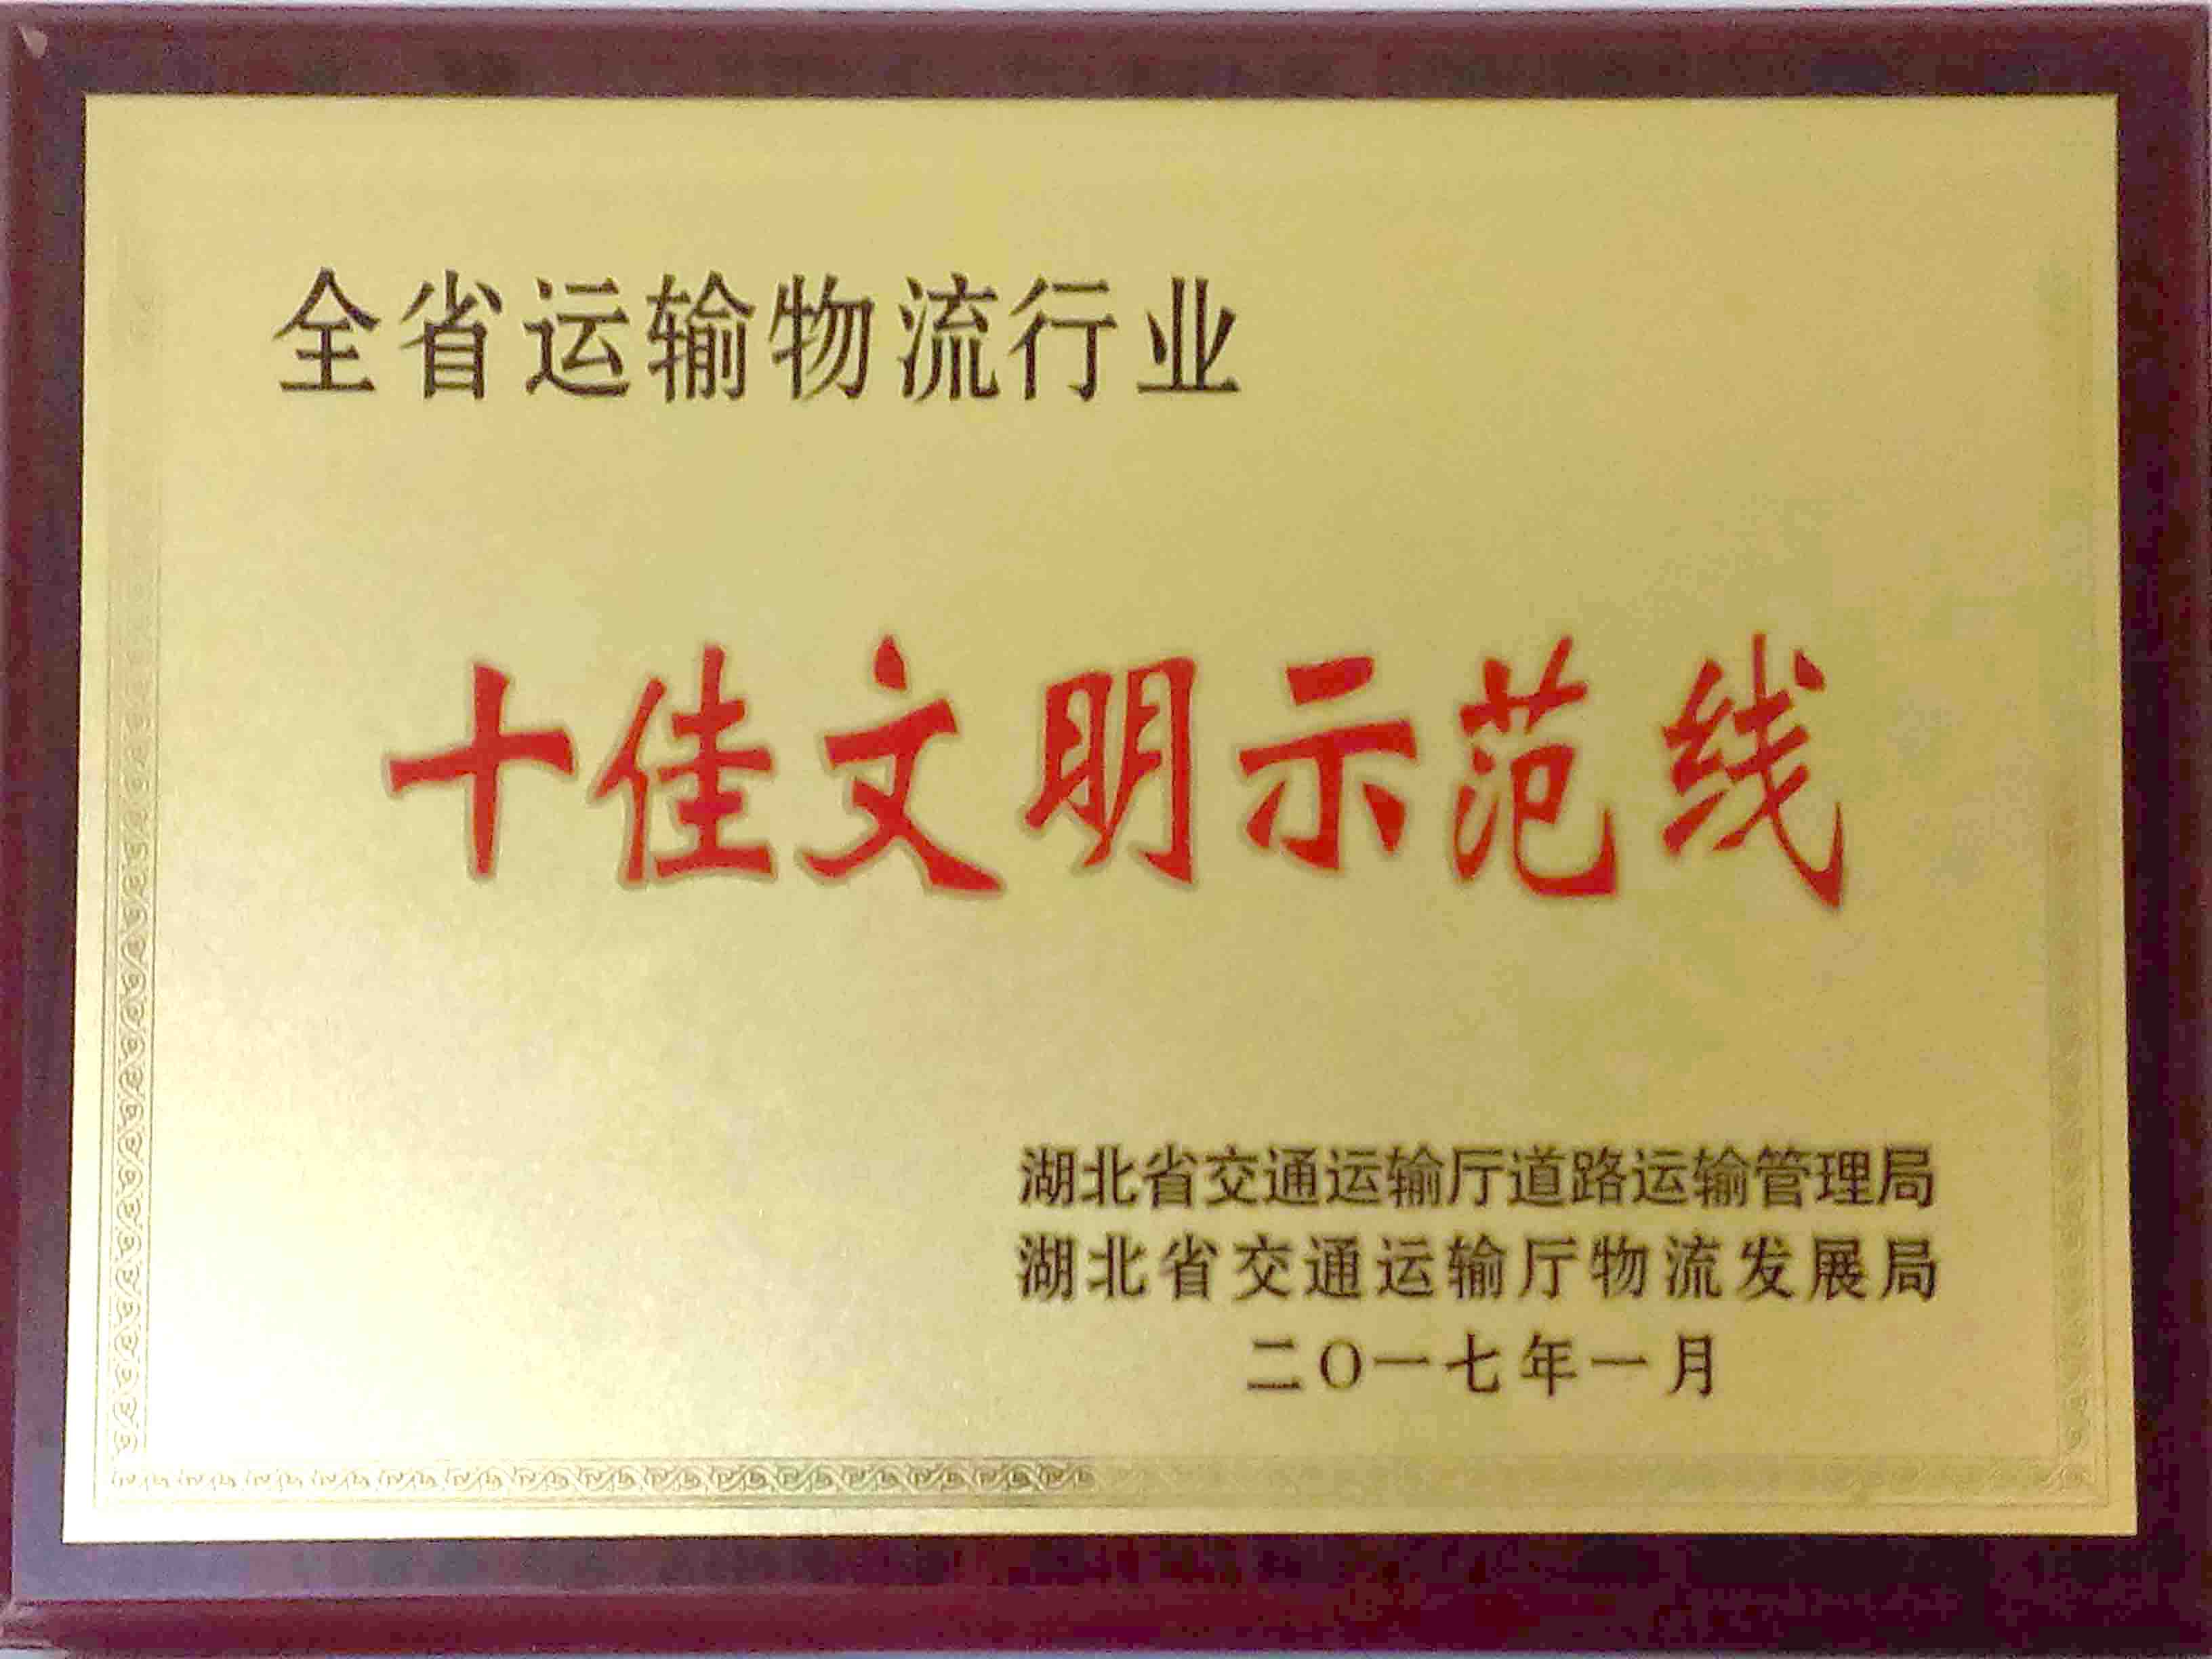 全省运输物流行业
十佳文明示范线
湖北省交通运输厅道路运输管理局
湖北省交通运输厅物流发展局
二〇一七年一月